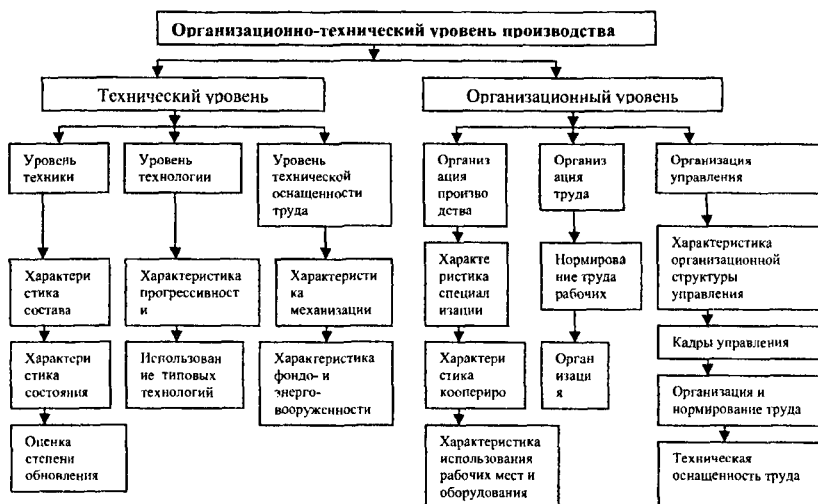 Организационно-технический уровень производства
Технический уровень
Организационный уровень
Уровень
техники
Уровень
технологии
Уровень
технической
оснащенности
труда
Организ
ация
произво
дства
Организ
ация
труда
Организация
управления
Характери
стика
состава
Характеристика
прогрессивност
и
Характеристи
ка
механизации
Характе
ристика
специал
изации
Нормирова
ние труда
рабочих
Характеристика
организационной
структуры
управления
Характери
стика
состояния
Использован
ие типовых
технологий
Характеристика
фондо- и
энерго-
вооруженности
Характери
стика
коопериро
Орган
изаци
я
Кадры управления
Организация и
нормирование труда
Оценка
степени
обновления
Характеристика
использования
рабочих мест и
оборудования
Техническая
оснащенность труда